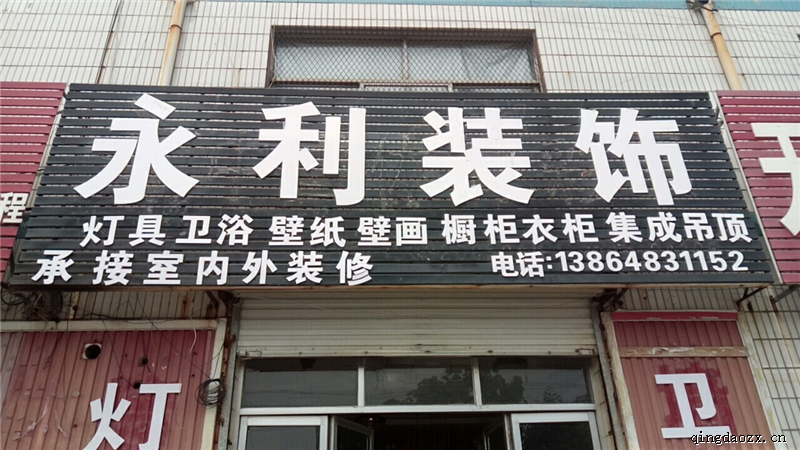 永利装饰
灯具 卫浴 壁纸 壁画 橱柜衣柜 集成吊顶
承接室内外装修 电话:13864831152
程
开
灯
卫
qingdaozx.cn